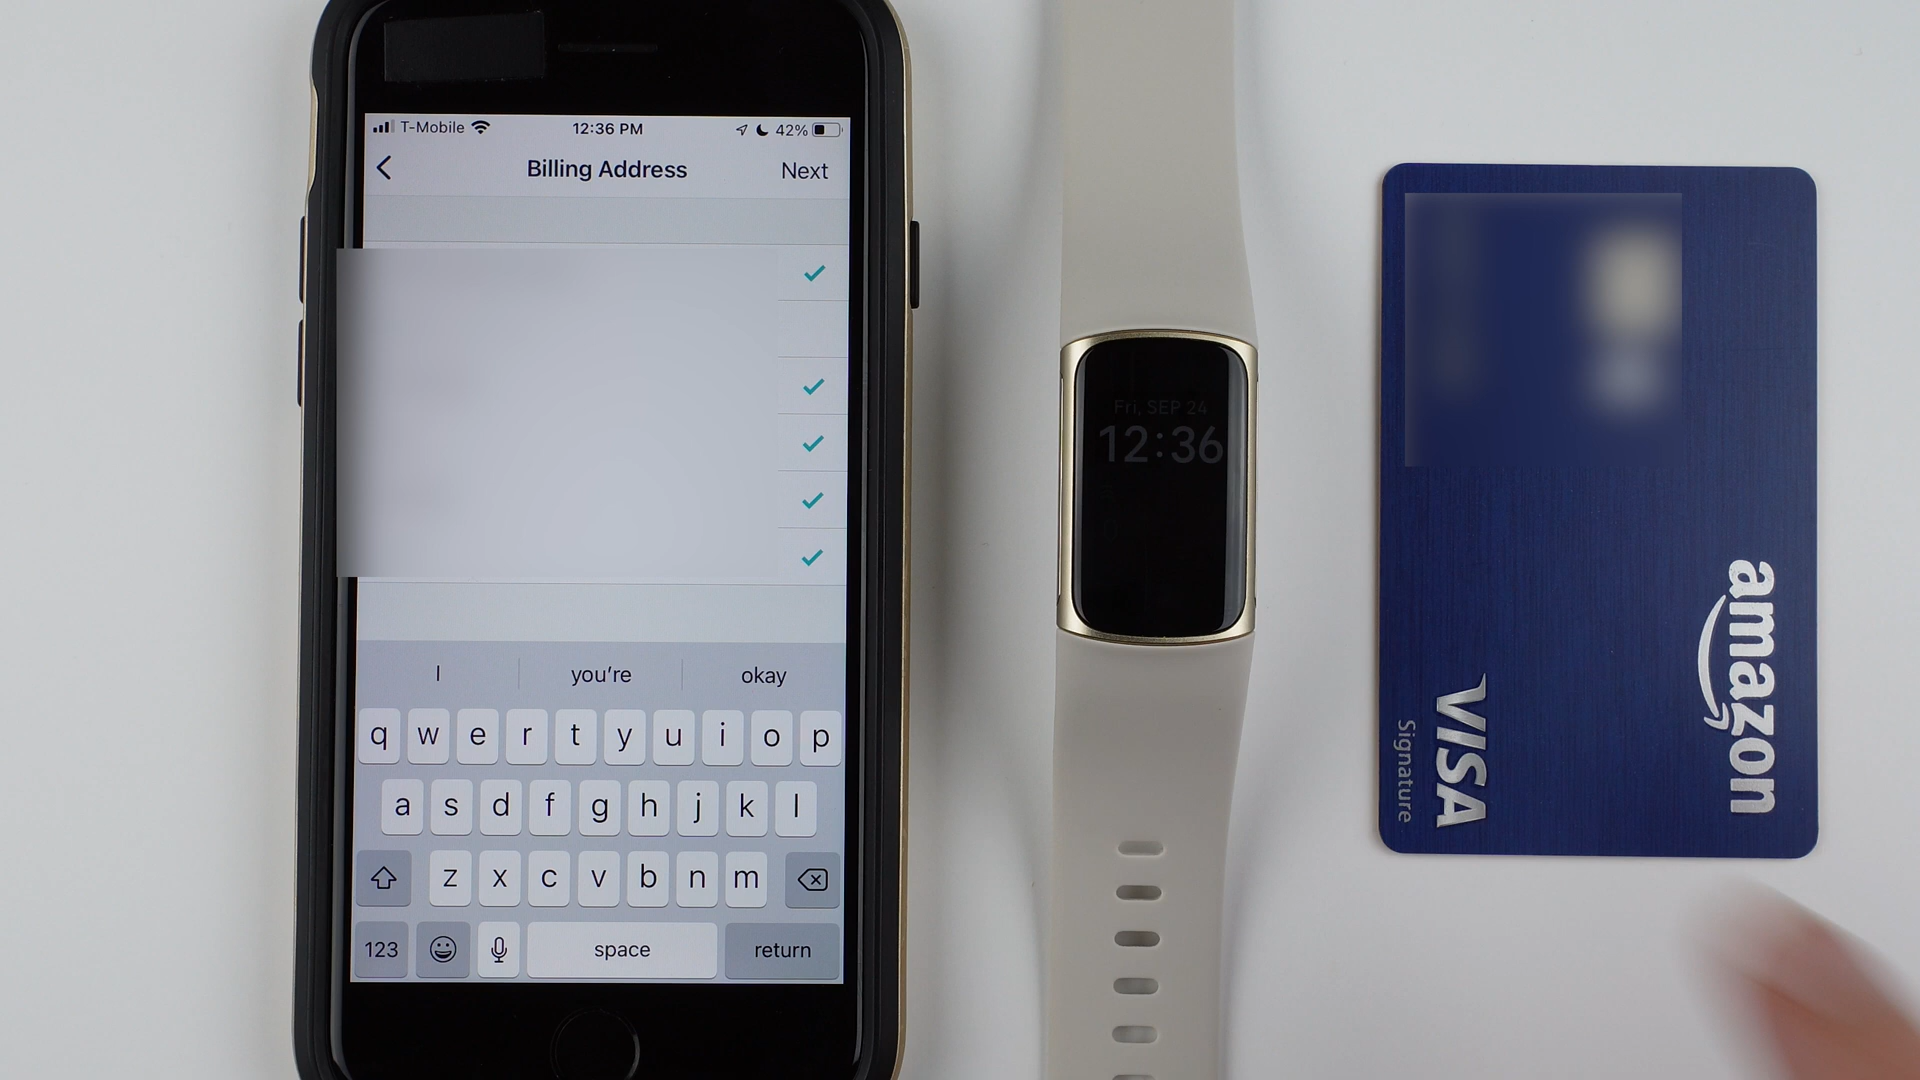 T-Mobile 12:36 PM 42%
Billing Address Next
I you're okay
q w e r t y u i o p
a s d f g h j k l
z x c v b n m
123 space return
Fri, SEP 24
12:36
amazon
VISA
Signature